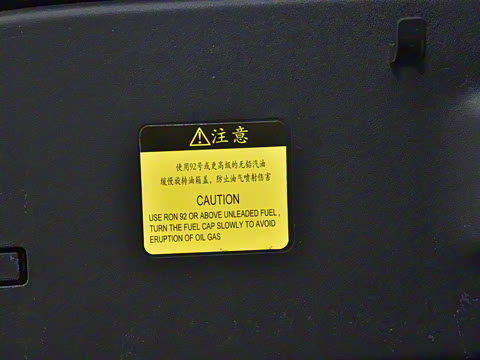 注意
使用92号或更高级的无铅汽油
缓慢旋转油箱盖，防止油气喷射伤害
CAUTION
USE RON 92 OR ABOVE UNLEADED FUEL,
TURN THE FUEL CAP SLOWLY TO AVOID
ERUPTION OF OIL GAS